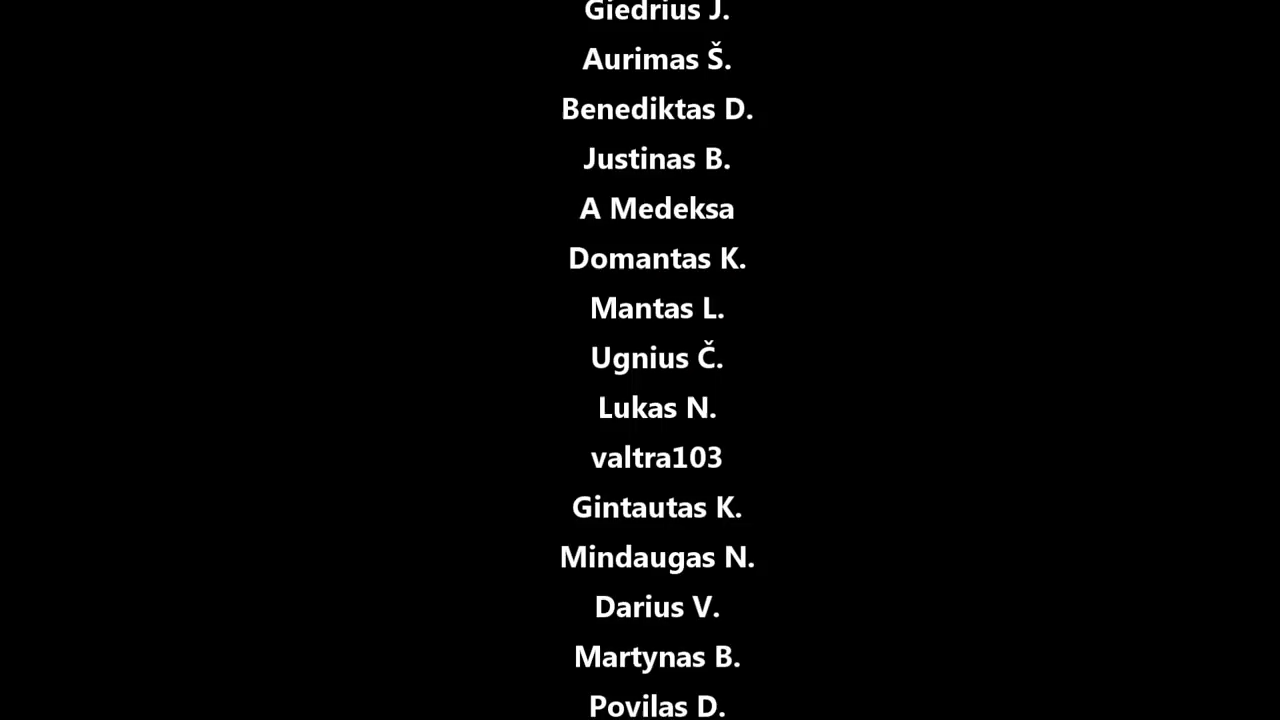 Giedrius J.
Aurimas Š.
Benediktas D.
Justinas B.
A Medeksa
Domantas K.
Mantas L.
Ugnius Č.
Lukas N.
valtra103
Gintautas K.
Mindaugas N.
Darius V.
Martynas B.
Povilas D.